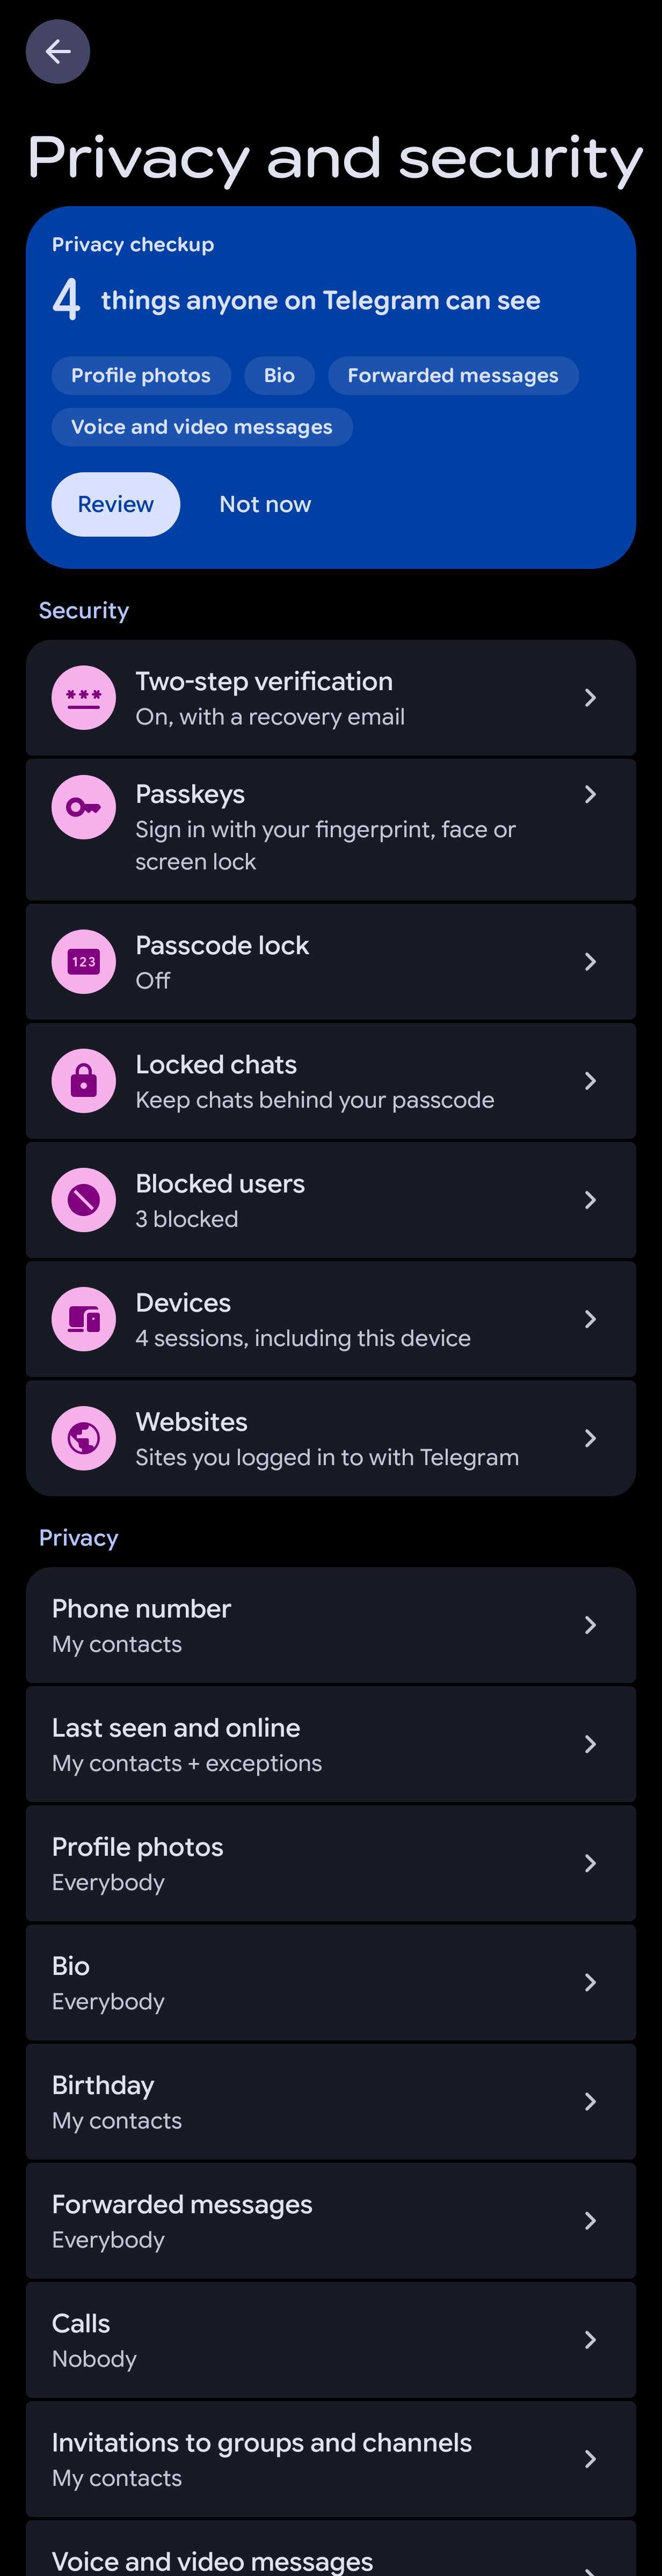 Privacy and security
Privacy checkup
4 things anyone on Telegram can see
Profile photos Bio Forwarded messages
Voice and video messages
Review Not now
Security
***
Two-step verification
On, with a recovery email
Passkeys
Sign in with your fingerprint, face or
screen lock
123
Passcode lock
Off
Locked chats
Keep chats behind your passcode
Blocked users
3 blocked
Devices
4 sessions, including this device
Websites
Sites you logged in to with Telegram
Privacy
Phone number
My contacts
Last seen and online
My contacts + exceptions
Profile photos
Everybody
Bio
Everybody
Birthday
My contacts
Forwarded messages
Everybody
Calls
Nobody
Invitations to groups and channels
My contacts
Voice and video messages